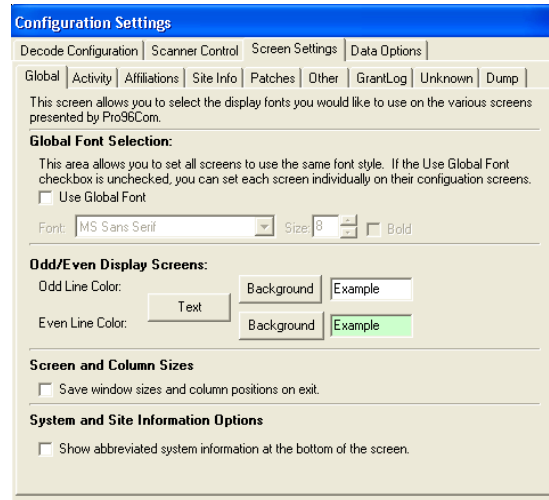 Configuration Settings
Decode Configuration Scanner Control Screen Settings Data Options
Global Activity Affiliations Site Info Patches Other GrantLog Unknown Dump
This screen allows you to select the display fonts you would like to use on the various screens
presented by Pro96Com.
Global Font Selection:
This area allows you to set all screens to use the same font style. If the Use Global Font
checkbox is unchecked, you can set each screen individually on their configuation screens.
Use Global Font
Font: MS Sans Serif Size: 8 Bold
Odd/Even Display Screens:
Odd Line Color: Background Example
Text
Even Line Color: Background Example
Screen and Column Sizes
Save window sizes and column positions on exit.
System and Site Information Options
Show abbreviated system information at the bottom of the screen.